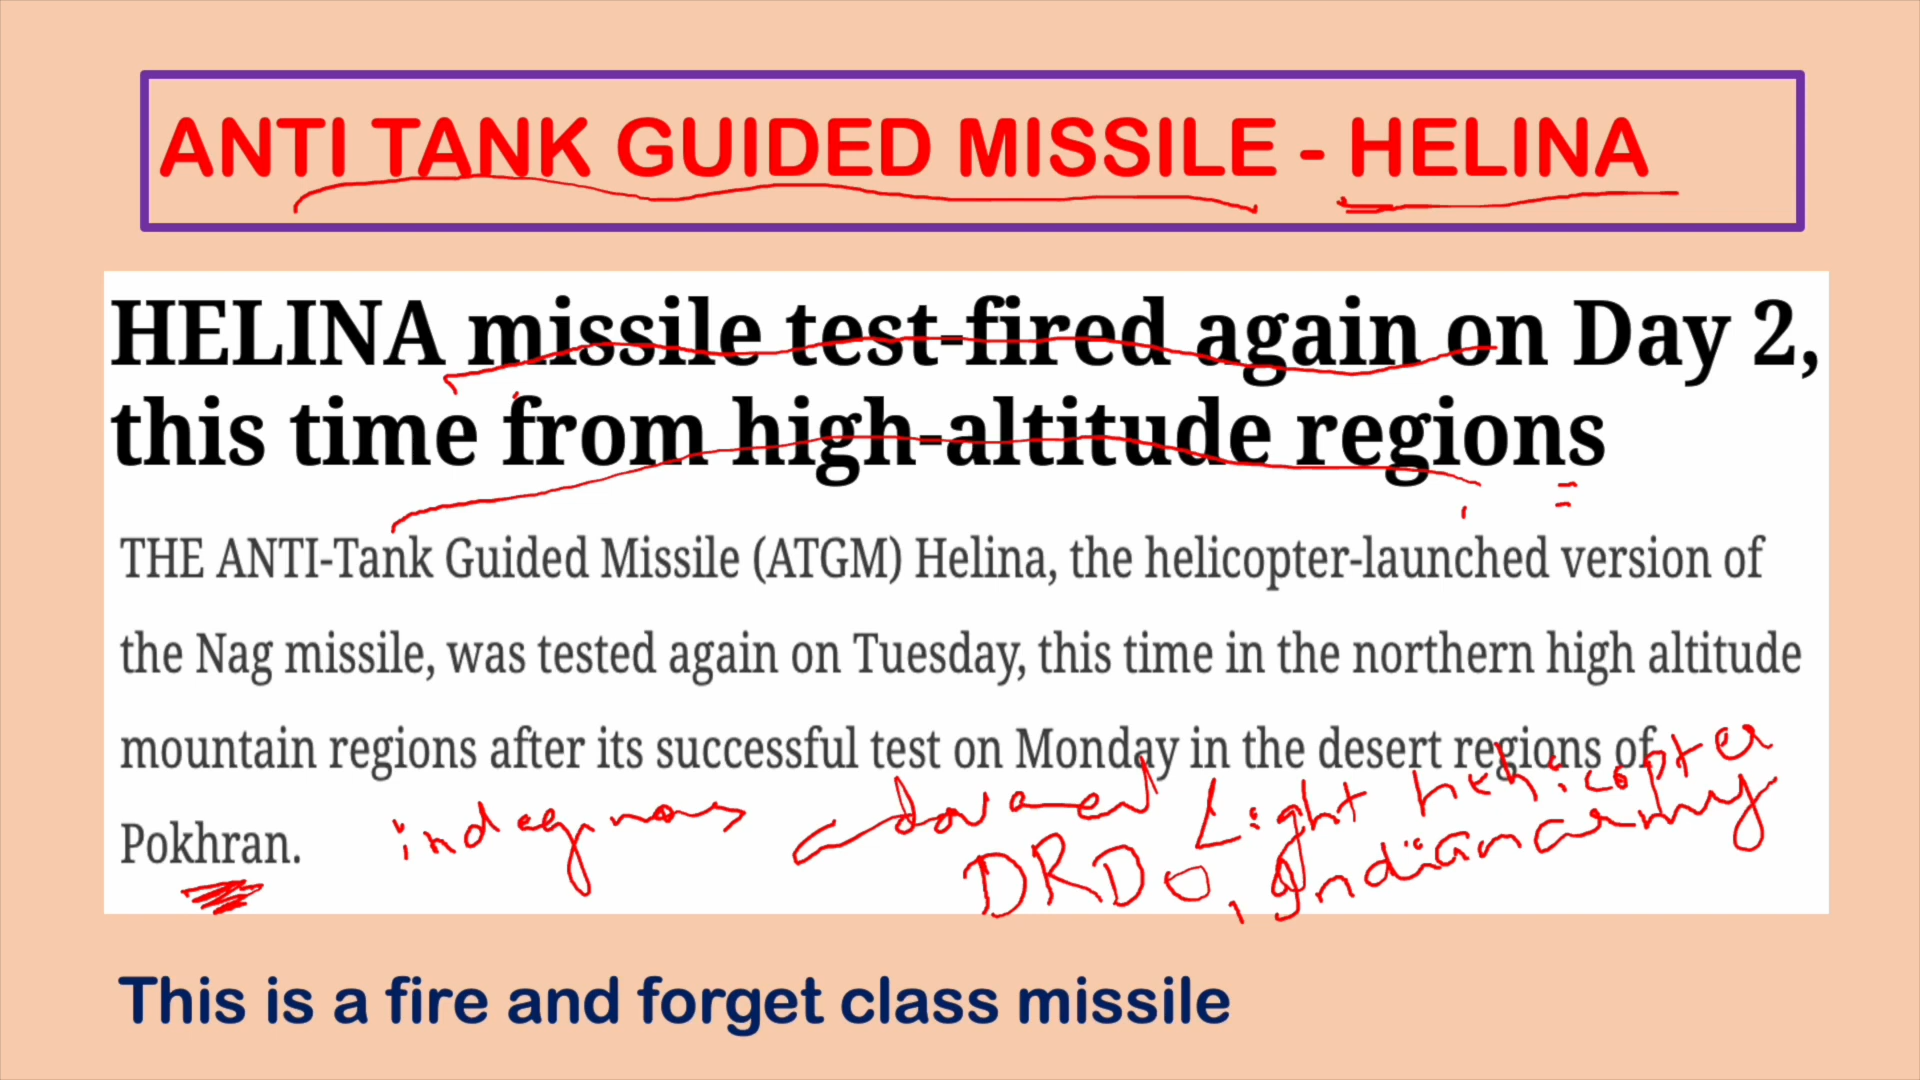 ANTI TANK GUIDED MISSILE - HELINA
HELINA missile test-fired again on Day 2,
this time from high-altitude regions
THE ANTI-Tank Guided Missile (ATGM) Helina, the helicopter-launched version of
the Nag missile, was tested again on Tuesday, this time in the northern high altitude
mountain regions after its successful test on Monday in the desert regions of
Pokhran.
Light helicopter
DRDO, Indian army
This is a fire and forget class missile